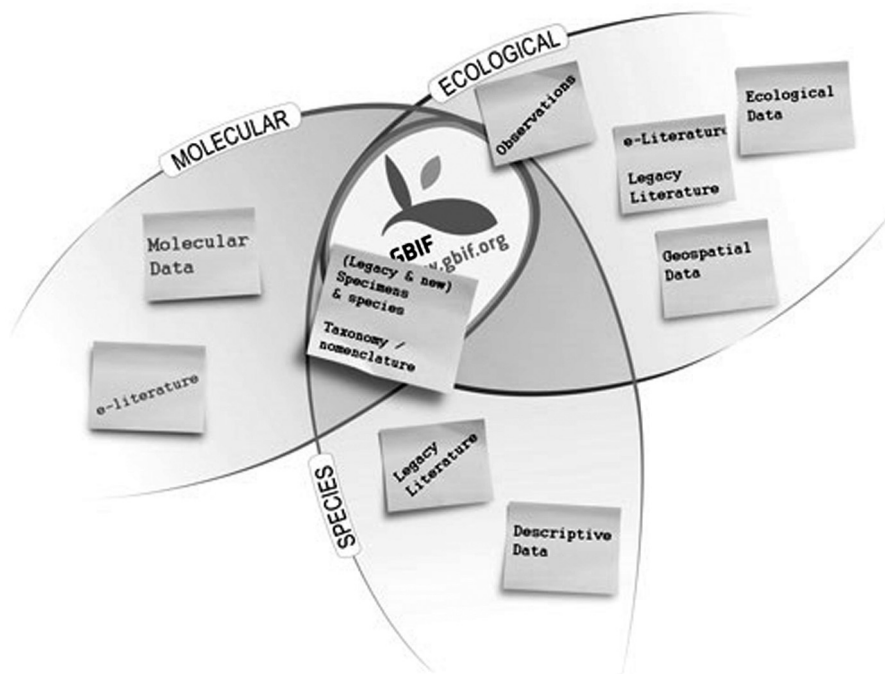 ECOLOGICAL
MOLECULAR
Observations
Ecological
Data
e-Literature
Legacy
Literature
Geospatial
Data
Molecular
Data
e-literature
GBIF
.gbif.org
(Legacy & new)
Specimens
& species
Taxonomy /
nomenclature
SPECIES
Legacy
Literature
Descriptive
Data